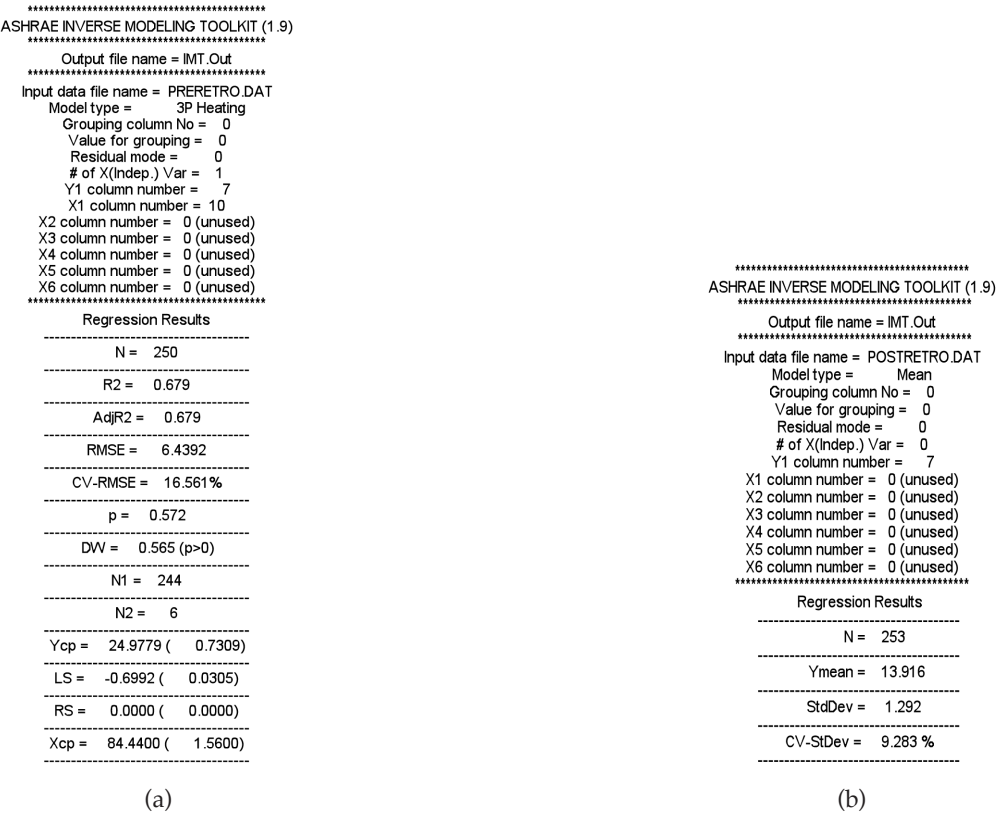 **********************************************
ASHRAE INVERSE MODELING TOOLKIT (1.9)
**********************************************
Output file name = IMT.Out
**********************************************
Input data file name = PRERETRO.DAT
Model type = 3P Heating
Grouping column No = 0
Value for grouping = 0
Residual mode = 0
# of X(Indep.) Var = 1
Y1 column number = 7
X1 column number = 10
X2 column number = 0 (unused)
X3 column number = 0 (unused)
X4 column number = 0 (unused)
X5 column number = 0 (unused)
X6 column number = 0 (unused)
**********************************************
Regression Results
----------------------------------------
N = 250
----------------------------------------
R2 = 0.679
----------------------------------------
AdjR2 = 0.679
----------------------------------------
RMSE = 6.4392
----------------------------------------
CV-RMSE = 16.561%
----------------------------------------
p = 0.572
----------------------------------------
DW = 0.565 (p>0)
----------------------------------------
N1 = 244
----------------------------------------
N2 = 6
----------------------------------------
Ycp = 24.9779 ( 0.7309)
----------------------------------------
LS = -0.6992 ( 0.0305)
----------------------------------------
RS = 0.0000 ( 0.0000)
----------------------------------------
Xcp = 84.4400 ( 1.5600)
----------------------------------------
(a)
**********************************************
ASHRAE INVERSE MODELING TOOLKIT (1.9)
**********************************************
Output file name = IMT.Out
**********************************************
Input data file name = POSTRETRO.DAT
Model type = Mean
Grouping column No = 0
Value for grouping = 0
Residual mode = 0
# of X(Indep.) Var = 0
Y1 column number = 7
X1 column number = 0 (unused)
X2 column number = 0 (unused)
X3 column number = 0 (unused)
X4 column number = 0 (unused)
X5 column number = 0 (unused)
X6 column number = 0 (unused)
**********************************************
Regression Results
----------------------------------------
N = 253
----------------------------------------
Ymean = 13.916
----------------------------------------
StdDev = 1.292
----------------------------------------
CV-StDev = 9.283 %
----------------------------------------
(b)